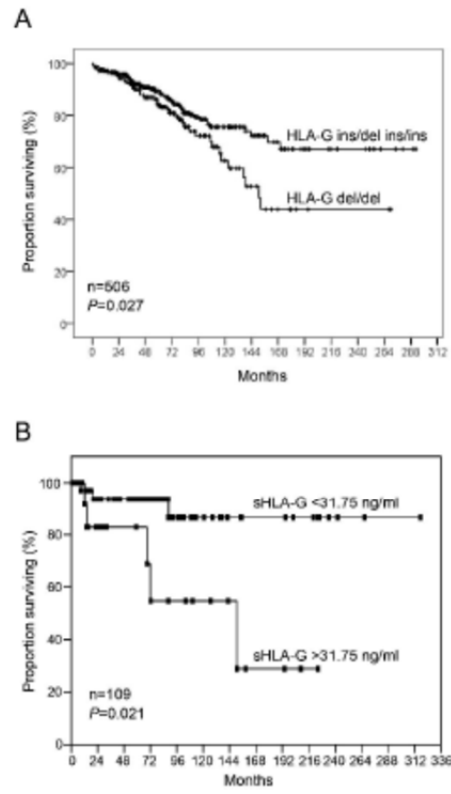 A
Proportion surviving (%)
100
80
60
40
20
0
HLA-G ins/del ins/ins
HLA-G del/del
n=506
P=0.027
0 24 48 72 96 120 144 168 192 216 240 264 288 312
Months
B
Proportion surviving (%)
100
80
60
40
20
0
sHLA-G <31.75 ng/ml
sHLA-G >31.75 ng/ml
n=109
P=0.021
0 24 48 72 96 120 144 168 192 216 240 264 288 312 336
Months